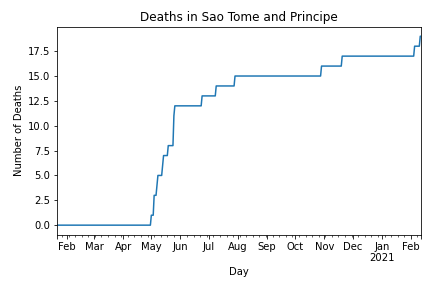 Deaths in Sao Tome and Principe
Number of Deaths
17.5
15.0
12.5
10.0
7.5
5.0
2.5
0.0
Feb Mar Apr May Jun Jul Aug Sep Oct Nov Dec Jan Feb
2021
Day